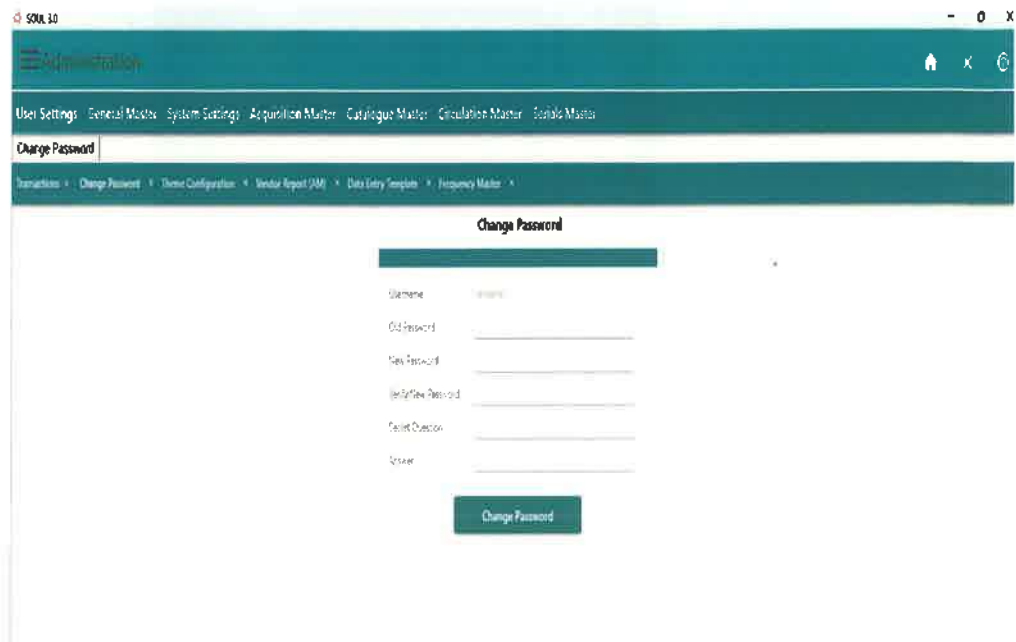 SOUL 3.0
Administration
User Settings General Master System Settings Acquisition Master Catalogue Master Circulation Master Serials Master
Change Password
Transactions × Change Password × Theme Configuration × Vendor Report (AM) × Data Entry Template × Frequency Master ×
Change Password
Username
Old Password
New Password
Verify New Password
Secret Question
Answer
Change Password